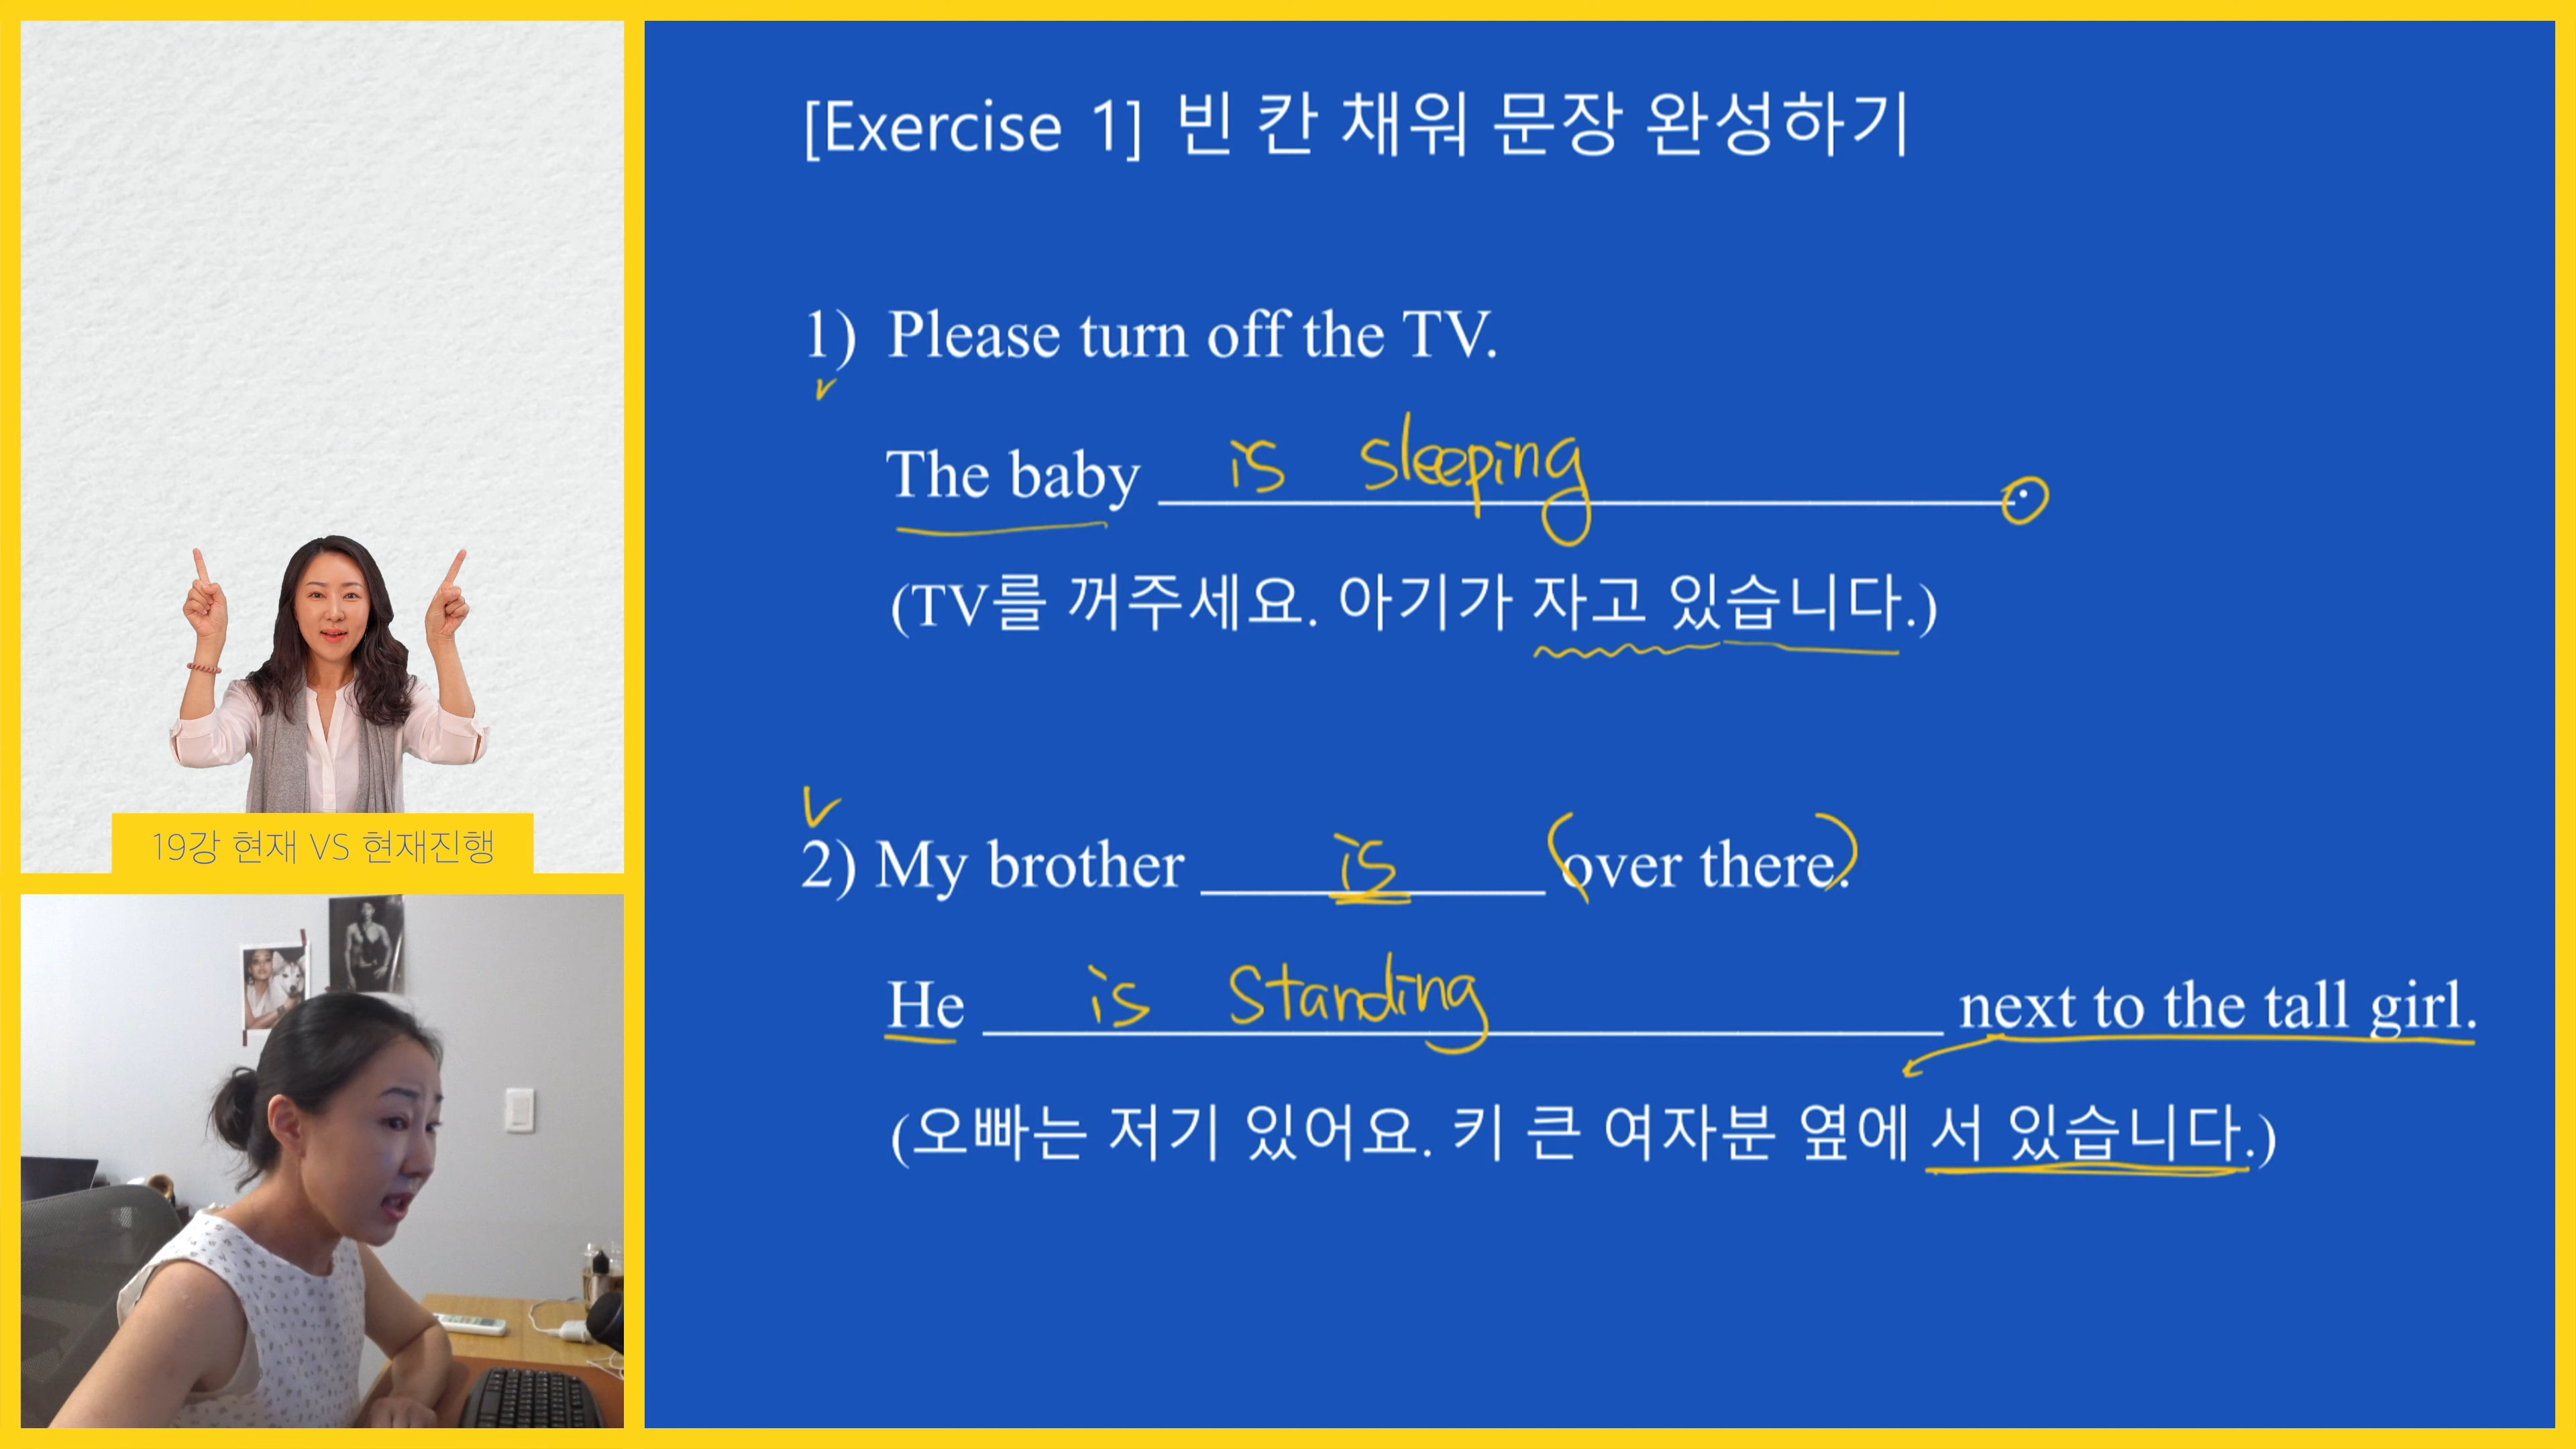 [Exercise 1] 빈 칸 채워 문장 완성하기
1) Please turn off the TV.
The baby is sleeping.
(TV를 꺼주세요. 아기가 자고 있습니다.)
2) My brother is over there.
He is standing next to the tall girl.
(오빠는 저기 있어요. 키 큰 여자분 옆에 서 있습니다.)
19강 현재 VS 현재진행